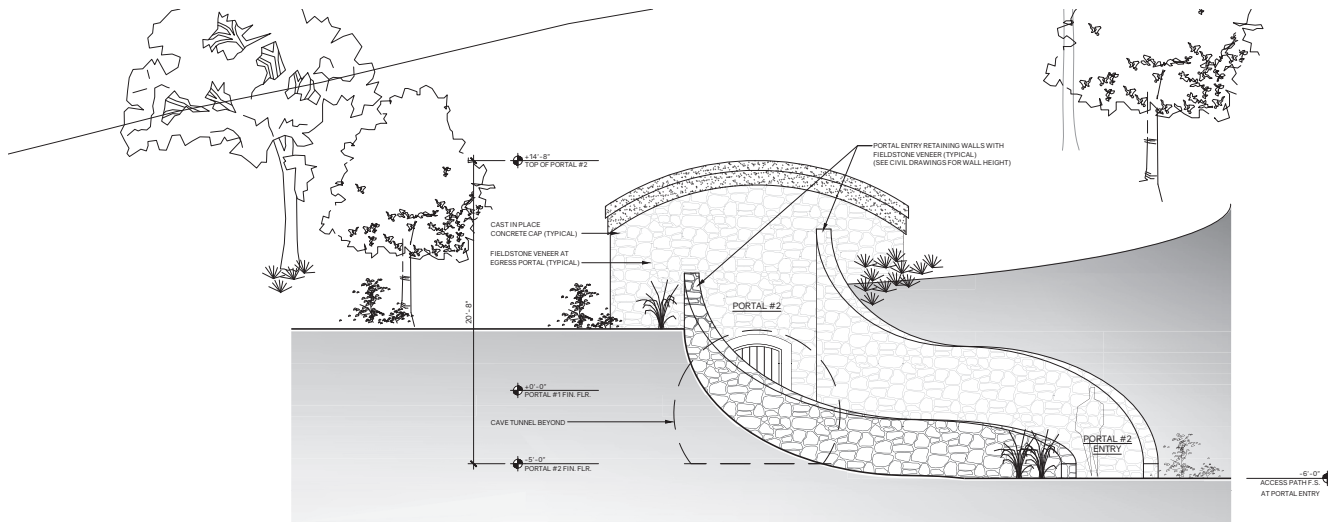 PORTAL ENTRY RETAINING WALLS WITH
FIELDSTONE VENEER (TYPICAL)
(SEE CIVIL DRAWINGS FOR WALL HEIGHT)
+14'-8"
TOP OF PORTAL #2
CAST IN PLACE
CONCRETE CAP (TYPICAL)
FIELDSTONE VENEER AT
EGRESS PORTAL (TYPICAL)
PORTAL #2
20'-8"
+0'-0"
PORTAL #1 FIN. FLR.
CAVE TUNNEL BEYOND
PORTAL #2
ENTRY
-5'-0"
PORTAL #2 FIN. FLR.
-6'-0"
ACCESS PATH F.S.
AT PORTAL ENTRY